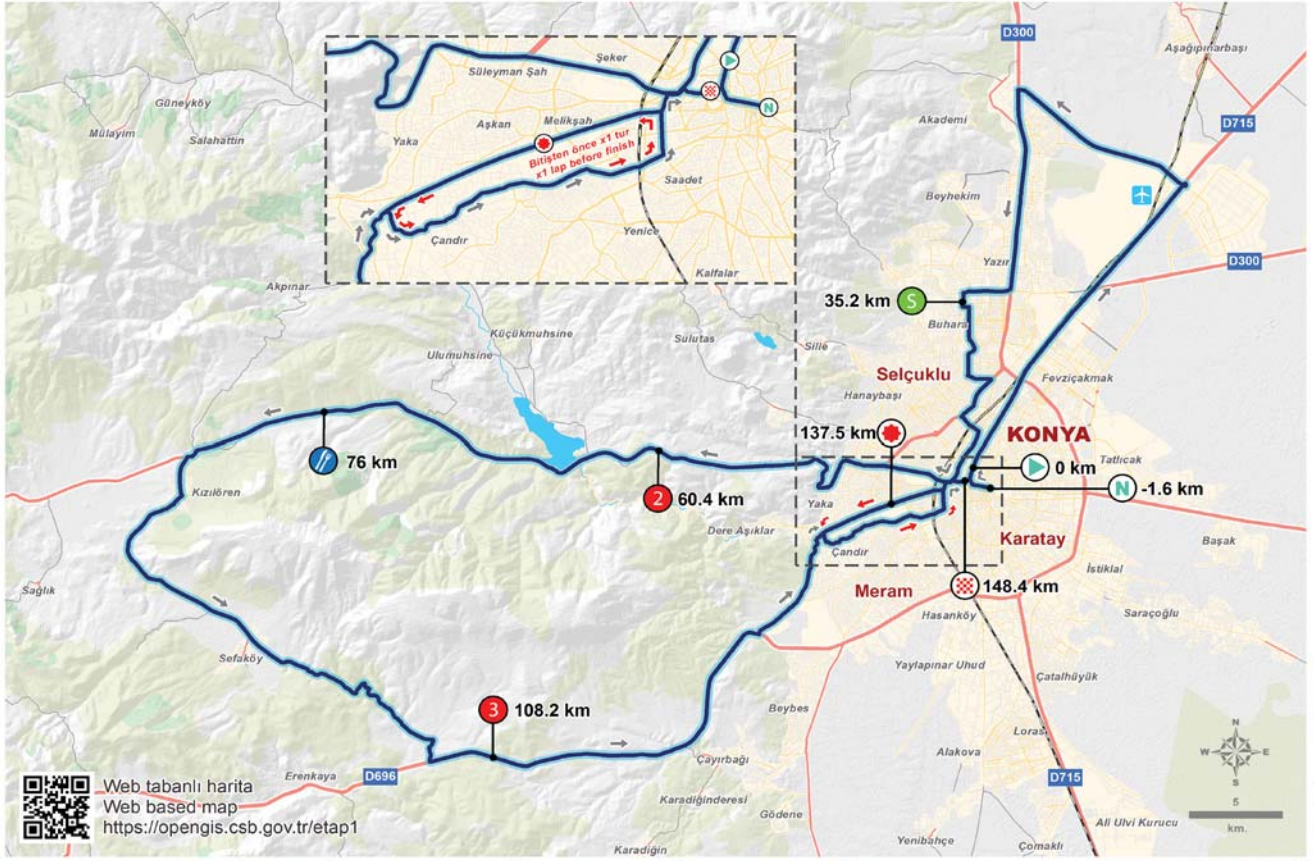 D300
Aşağıpınarbaşı
Şeker
Süleyman Şah
Güneyköy
Mülayim
Salahattin
Aşkan
Melikşah
Yaka
N
Bitişten önce x1 tur
x1 lap before finish
Saadet
Çandır
Yenice
Kalfalar
Akademi
D715
Beyhekim
Yazır
D300
Akpınar
35.2 km
S
Buhara
Küçükmuhsine
Ulumuhsine
Sulutas
Sille
Selçuklu
Fevziçakmak
Hanaybaşı
137.5 km
KONYA
76 km
0 km
Tatlıcak
Kızılören
2
60.4 km
Yaka
N
-1.6 km
Dere Aşıklar
Karatay
Başak
Çandır
İstiklal
Sağlık
Meram
148.4 km
Hasanköy
Saraçoğlu
Sefaköy
Yaylapınar Uhud
Çatalhüyük
3
108.2 km
Beybes
Loras
Alakova
N
W
E
S
Çayırbağı
Erenkaya
D696
D715
Web tabanlı harita
Web based map
https://opengis.csb.gov.tr/etap1
Karadiğinderesi
Gödene
5
km.
Ali Ulvi Kurucu
Yenibahçe
Çomaklı
Karadiğin